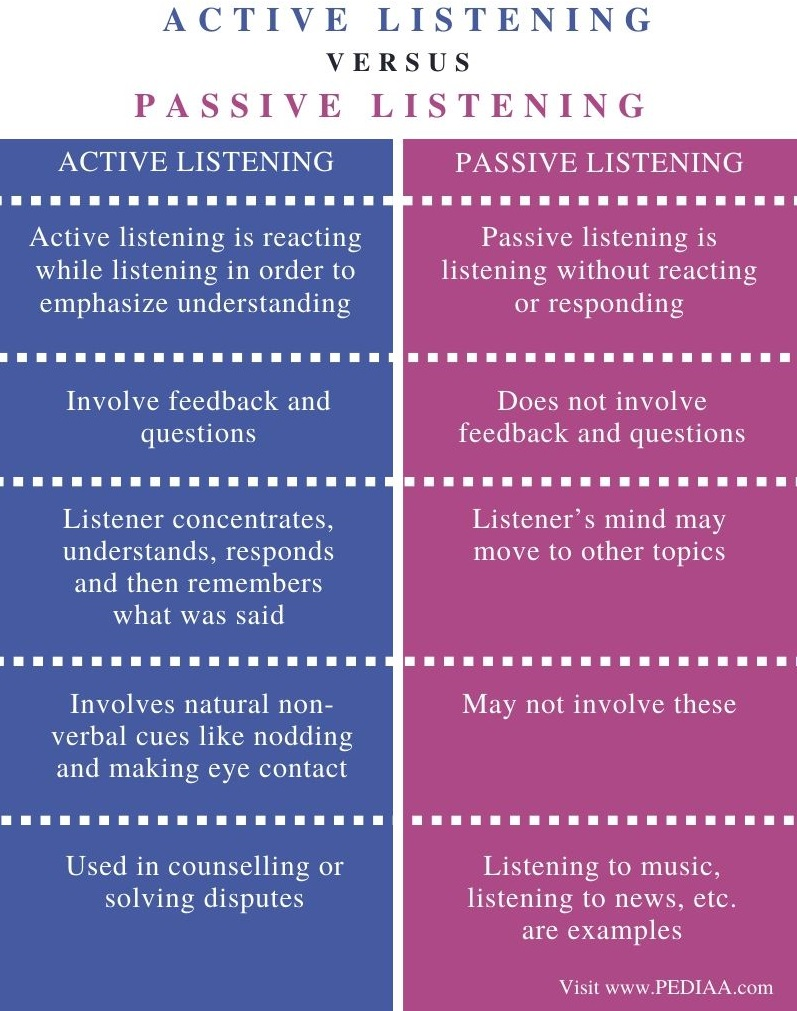 ACTIVE LISTENING
VERSUS
PASSIVE LISTENING
ACTIVE LISTENING
PASSIVE LISTENING
Active listening is reacting
while listening in order to
emphasize understanding
Passive listening is
listening without reacting
or responding
Involve feedback and
questions
Does not involve
feedback and questions
Listener concentrates,
understands, responds
and then remembers
what was said
Listener’s mind may
move to other topics
Involves natural non-
verbal cues like nodding
and making eye contact
May not involve these
Used in counselling or
solving disputes
Listening to music,
listening to news, etc.
are examples
Visit www.PEDIAA.com